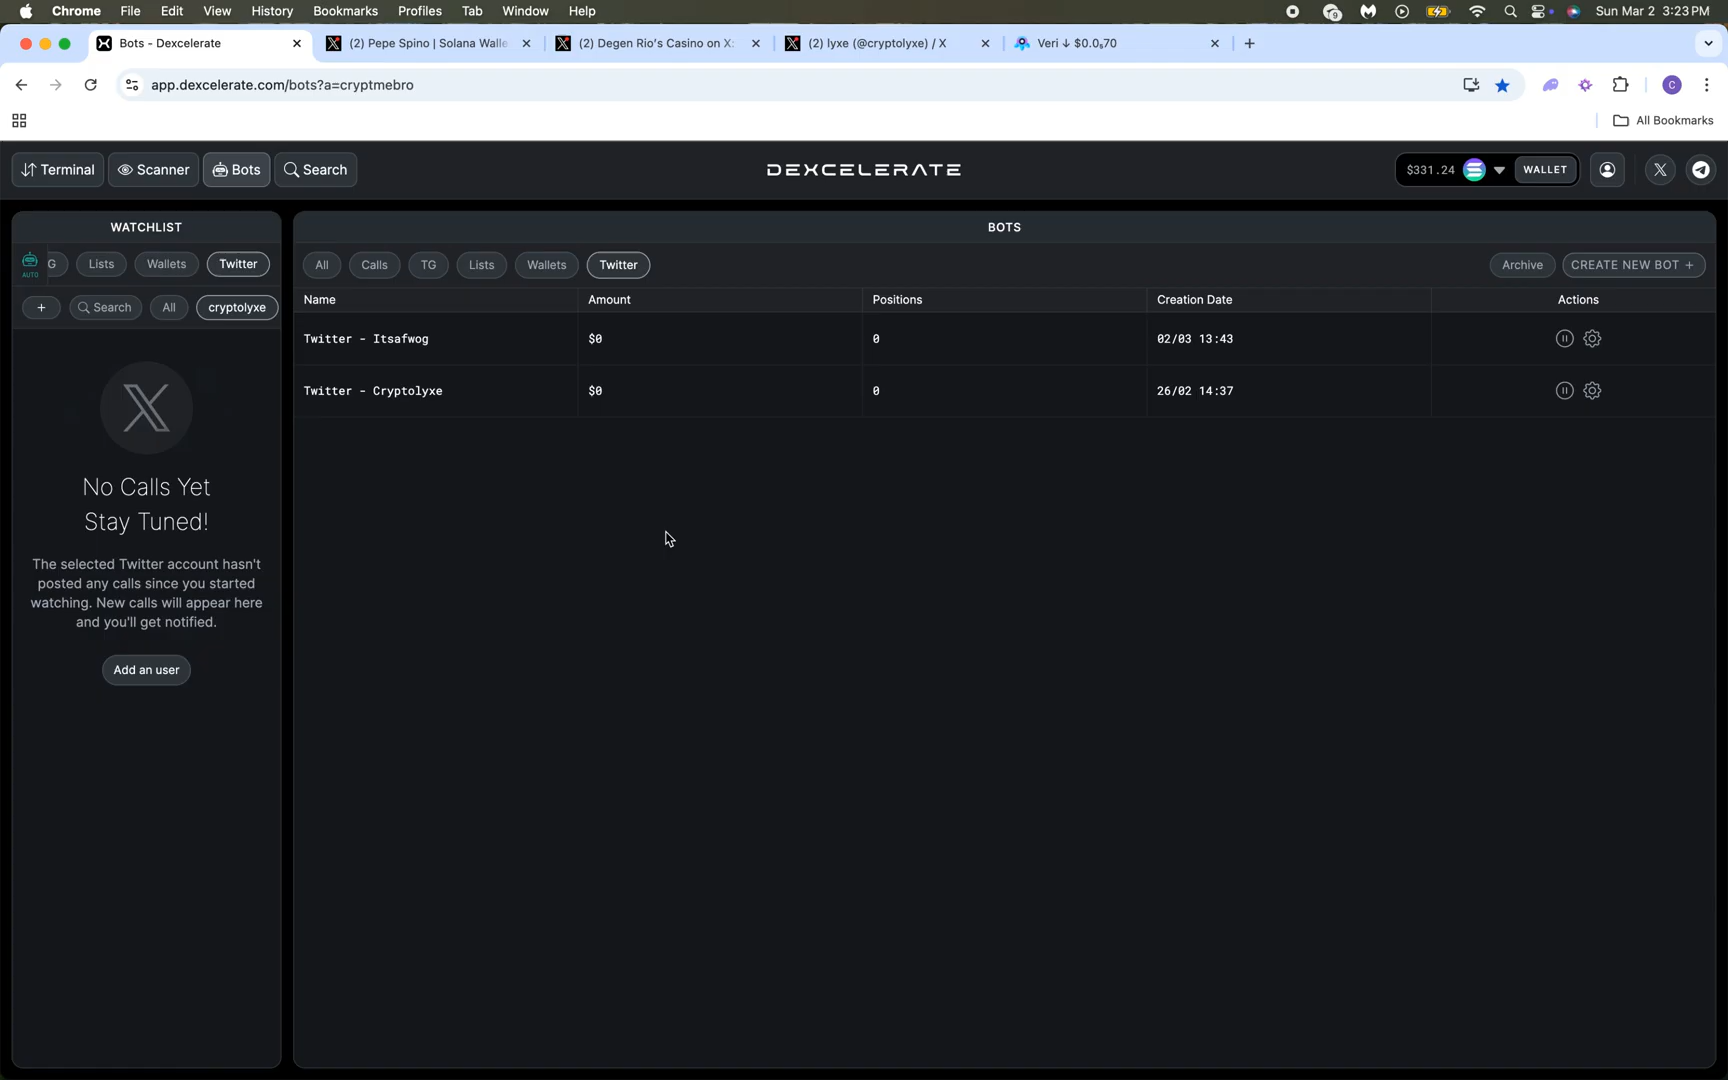 Chrome File Edit View History Bookmarks Profiles Tab Window Help Sun Mar 2 3:23 PM
Bots - Dexcelerate (2) Pepe Spino | Solana Walle (2) Degen Rio's Casino on X: (2) lyxe (@cryptolyxe) / X Veri ↓ $0.0₅70
app.dexcelerate.com/bots?a=cryptmebro
All Bookmarks
Terminal Scanner Bots Search DEXCELERATE $331.24 WALLET
WATCHLIST
AUTO G Lists Wallets Twitter
+ Search All cryptolyxe
No Calls Yet
Stay Tuned!
The selected Twitter account hasn't
posted any calls since you started
watching. New calls will appear here
and you'll get notified.
Add an user
BOTS
All Calls TG Lists Wallets Twitter Archive CREATE NEW BOT +
Name Amount Positions Creation Date Actions
Twitter - Itsafwog $0 0 02/03 13:43
Twitter - Cryptolyxe $0 0 26/02 14:37